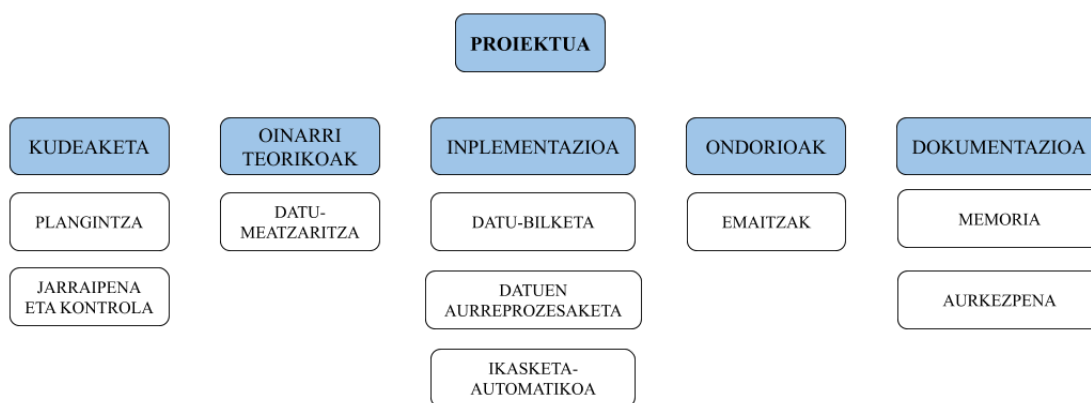 PROIEKTUA
KUDEAKETA
OINARRI
TEORIKOAK
INPLEMENTAZIOA
ONDORIOAK
DOKUMENTAZIOA
PLANGINTZA
DATU-
MEATZARITZA
DATU-BILKETA
EMAITZAK
MEMORIA
JARRAIPENA
ETA KONTROLA
DATUEN
AURREPROZESAKETA
AURKEZPENA
IKASKETA-
AUTOMATIKOA